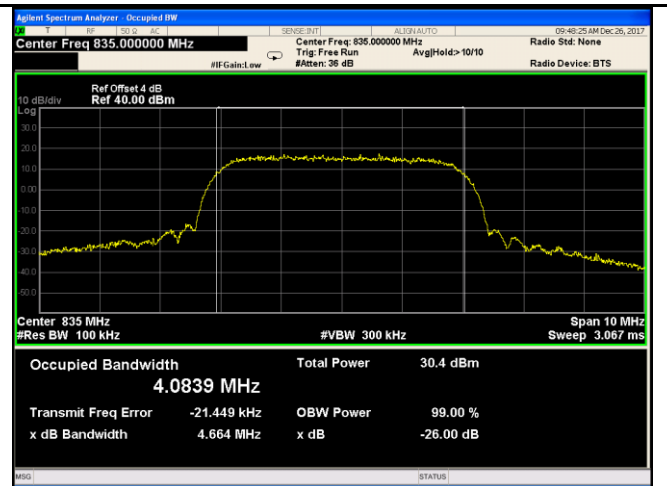 Agilent Spectrum Analyzer - Occupied BW
T RF 50 Ω AC SENSE:INT ALIGN AUTO 09:48:25 AM Dec 26, 2017
Center Freq 835.000000 MHz Center Freq: 835.000000 MHz Radio Std: None
Trig: Free Run Avg|Hold:> 10/10
#IFGain:Low #Atten: 36 dB Radio Device: BTS
Ref Offset 4 dB
10 dB/div Ref 40.00 dBm
Log
30.0
20.0
10.0
0.00
-10.0
-20.0
-30.0
-40.0
-50.0
Center 835 MHz Span 10 MHz
#Res BW 100 kHz #VBW 300 kHz Sweep 3.067 ms
Occupied Bandwidth Total Power 30.4 dBm
4.0839 MHz
Transmit Freq Error -21.449 kHz OBW Power 99.00 %
x dB Bandwidth 4.664 MHz x dB -26.00 dB
MSG STATUS